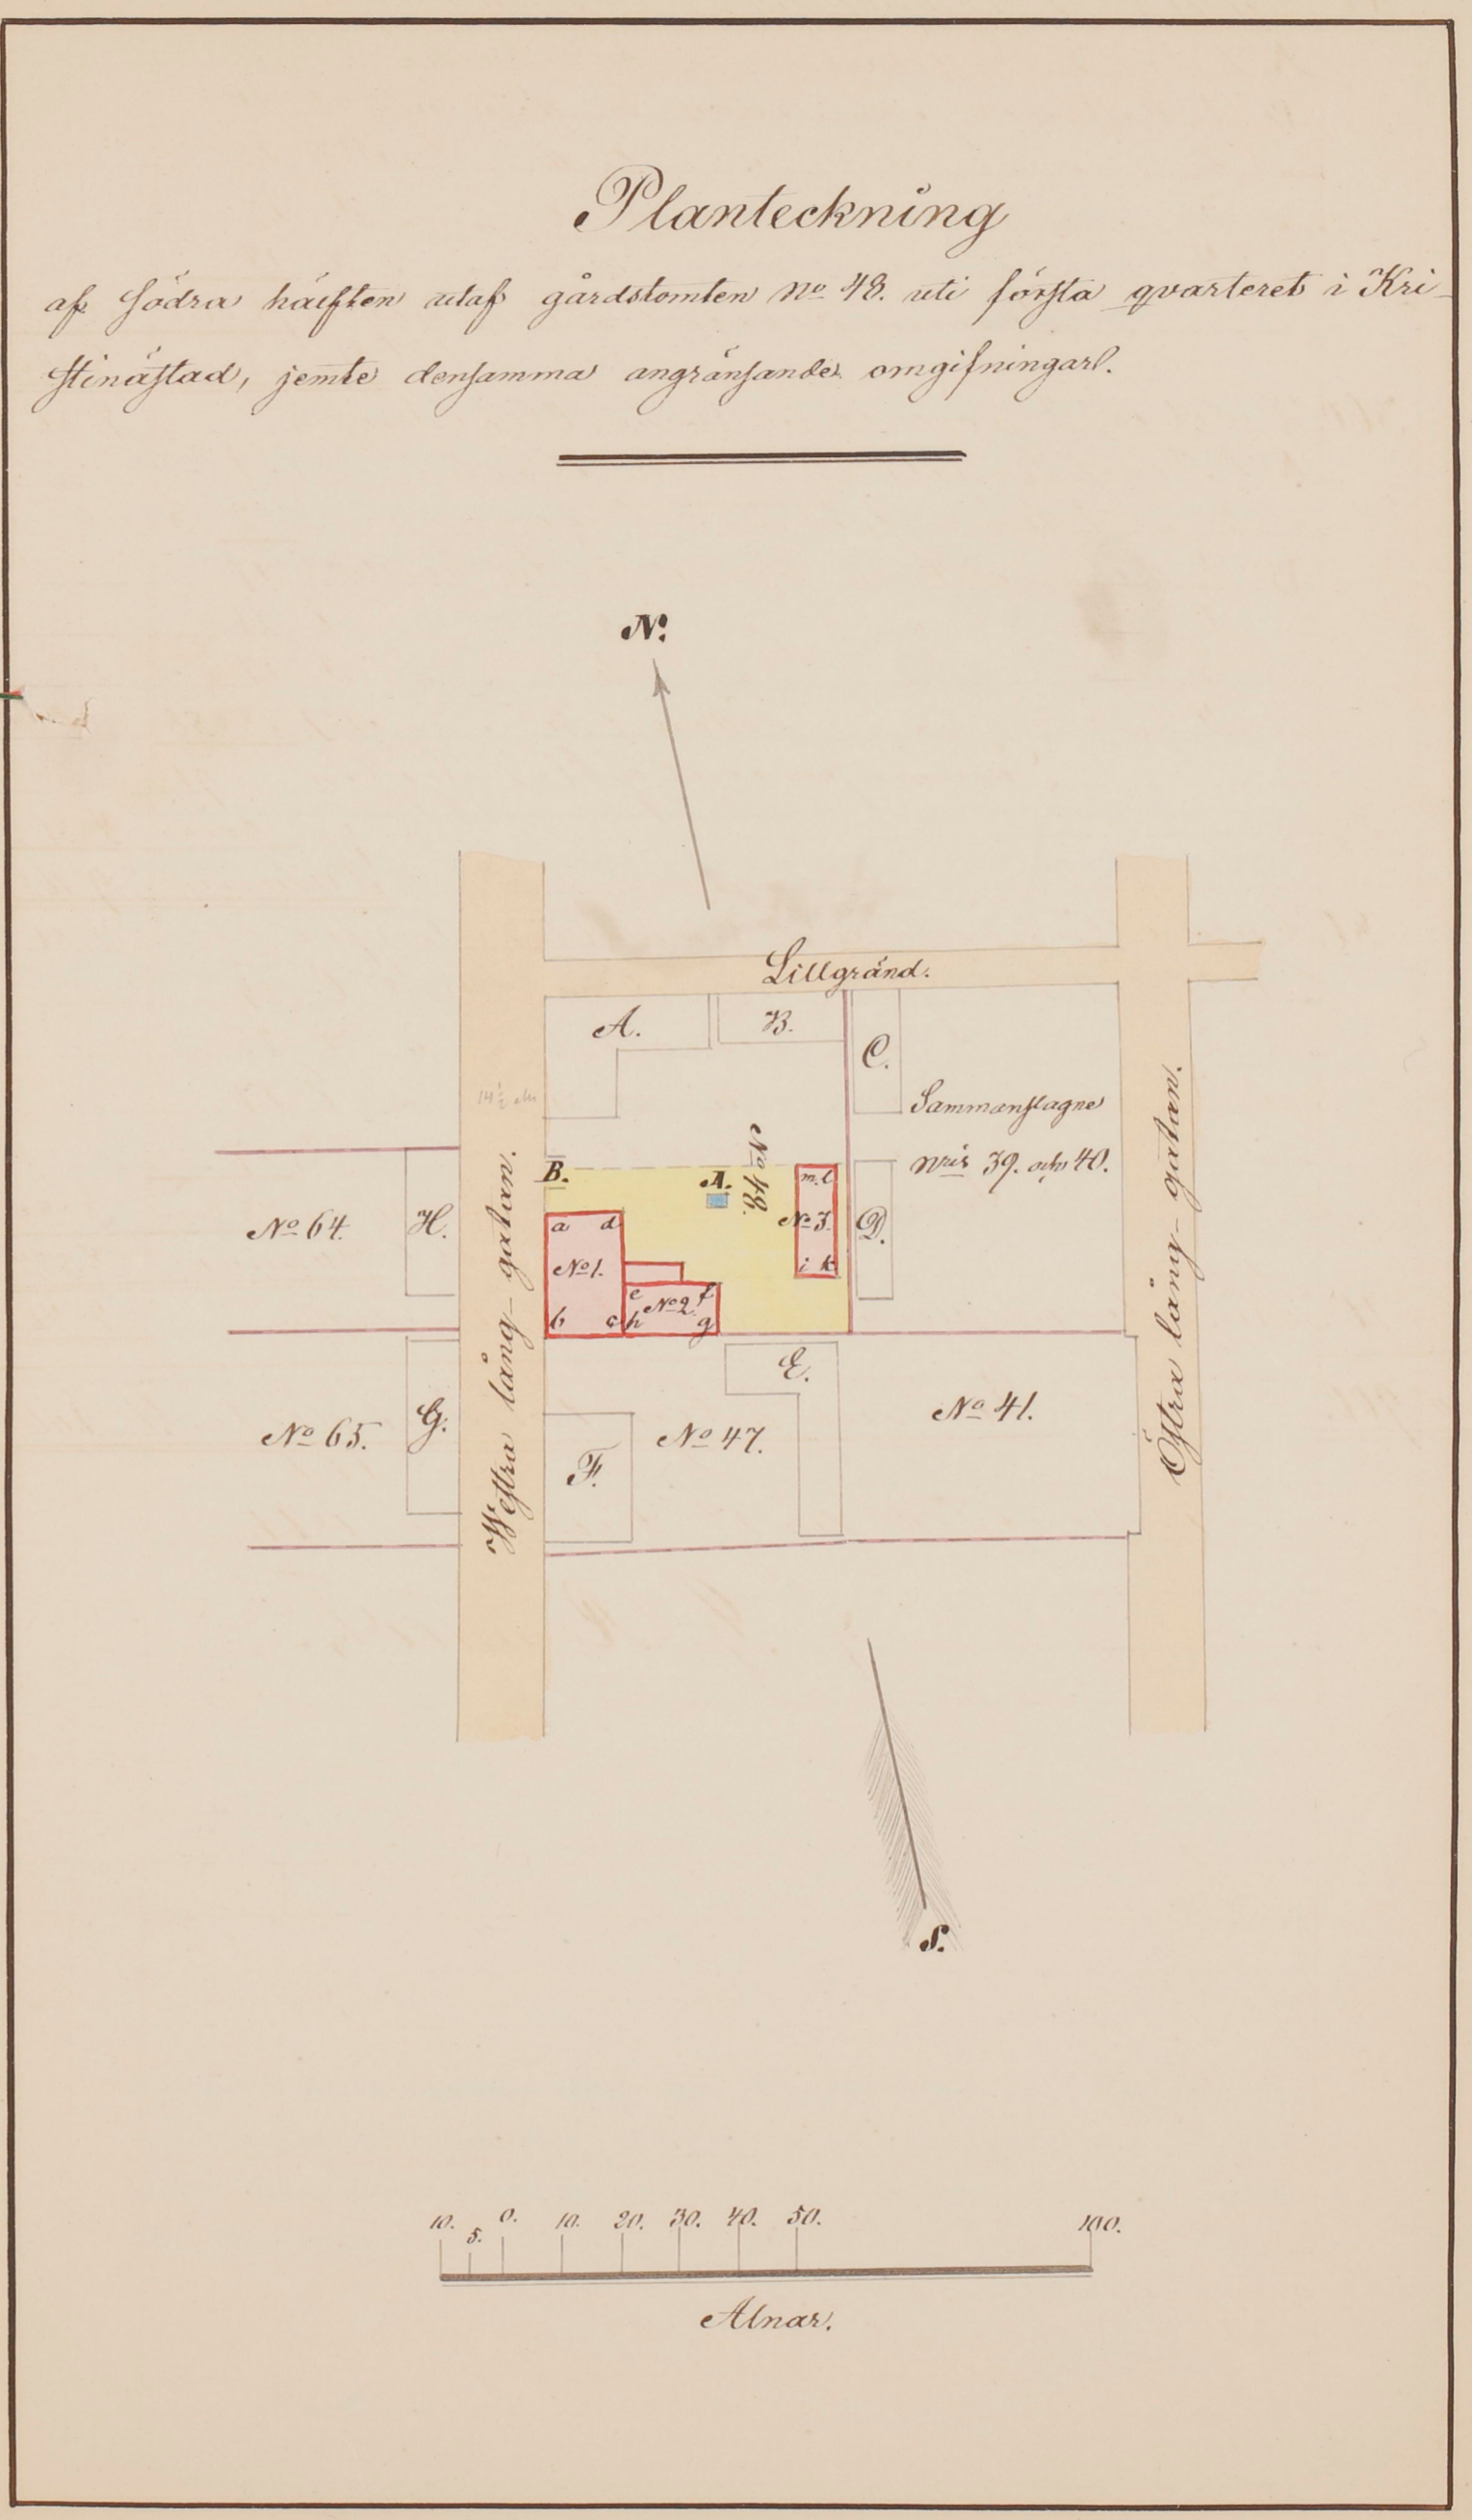 Planteckning
af södra hälften utaf gårdstomten No 48. uti första qvarteret i Kri-
stinästad, jemte densamma angränsande omgifningar.
N.
Lillgränd.
A.
B.
C.
Sammanslagne
nris 39. och 40.
No 48.
B.
A.
m. l
No 3.
i k
D.
a d
No 1.
b c
e f
No 2.
h g
No 64.
H.
Westra lång-gatan.
Östra lång-gatan.
No 65.
G.
F.
No 47.
E.
No 41.
S.
10. 5. 0. 10. 20. 30. 40. 50. 100.
Alnar.